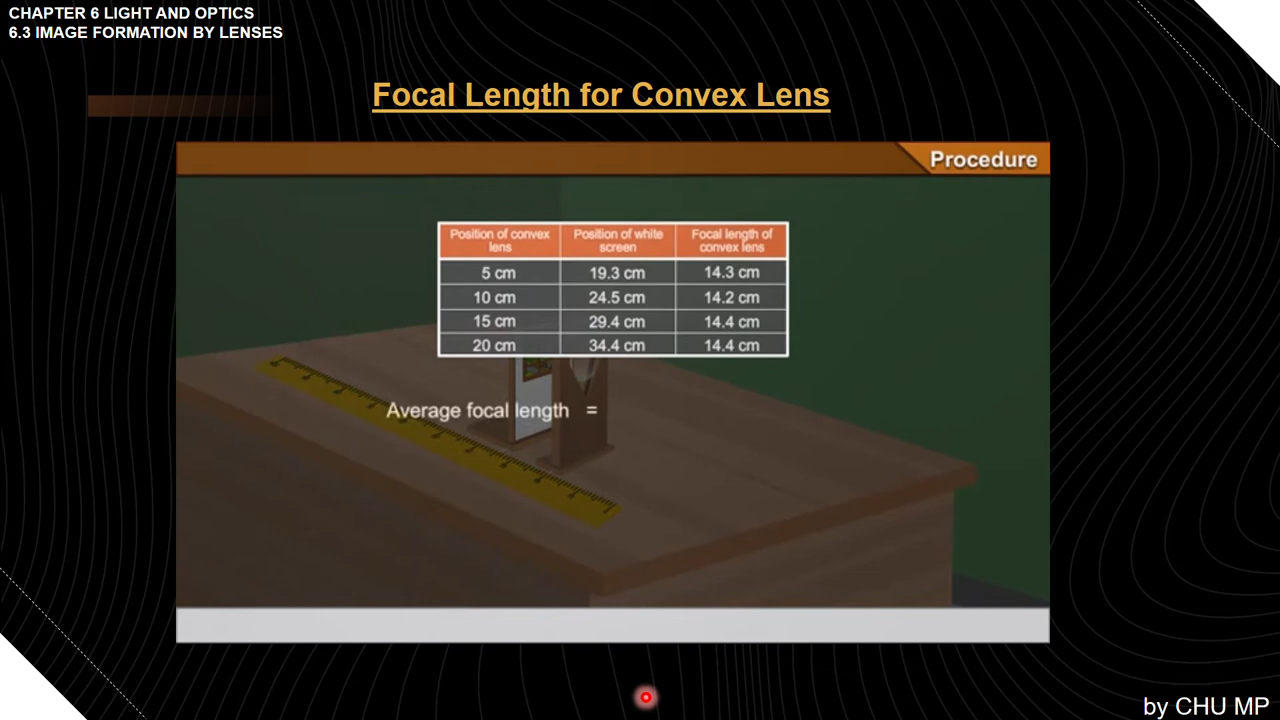 CHAPTER 6 LIGHT AND OPTICS
6.3 IMAGE FORMATION BY LENSES
Focal Length for Convex Lens
Procedure
Position of convex lens Position of white screen Focal length of convex lens
5 cm 19.3 cm 14.3 cm
10 cm 24.5 cm 14.2 cm
15 cm 29.4 cm 14.4 cm
20 cm 34.4 cm 14.4 cm
Average focal length =
by CHU MP